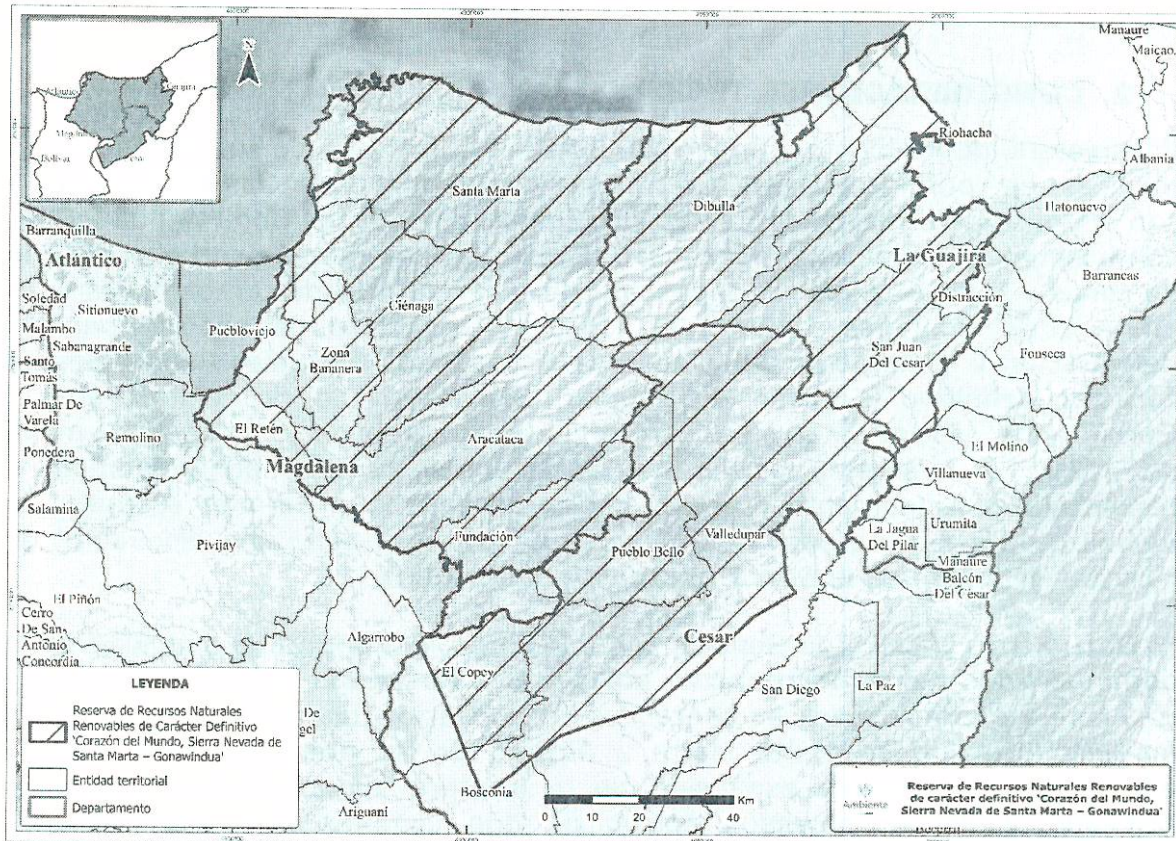 N
Atlántico
Guajira
Bolívar
Manaure
Maicao
Riohacha
Albania
Santa Marta
Dibulla
Hatonuevo
Barranquilla
Atlántico
La Guajira
Barrancas
Soledad
Sitionuevo
Ciénaga
Distracción
Malambo
Puebloviejo
Sabanagrande
Zona
Bananera
San Juan
Del Cesar
Fonseca
Santo
Tomás
Palmar De
Varela
Remolino
El Retén
Aracataca
El Molino
Ponedera
Magdalena
Villanueva
Salamina
Pivijay
Fundación
Pueblo Bello
Valledupar
La Jagua
Del Pilar
Urumita
Manaure
Balcón
Del Cesar
El Piñón
Cerro
De San
Antonio
Concordia
Algarrobo
Cesar
El Copey
San Diego
La Paz
De
Bosconia
Ariguaní
LEYENDA
Reserva de Recursos Naturales
Renovables de Carácter Definitivo
'Corazón del Mundo, Sierra Nevada de
Santa Marta – Gonawindua'
Entidad territorial
Departamento
Km
0 10 20 40
Ambiente
Reserva de Recursos Naturales Renovables
de carácter definitivo 'Corazón del Mundo,
Sierra Nevada de Santa Marta – Gonawindua'